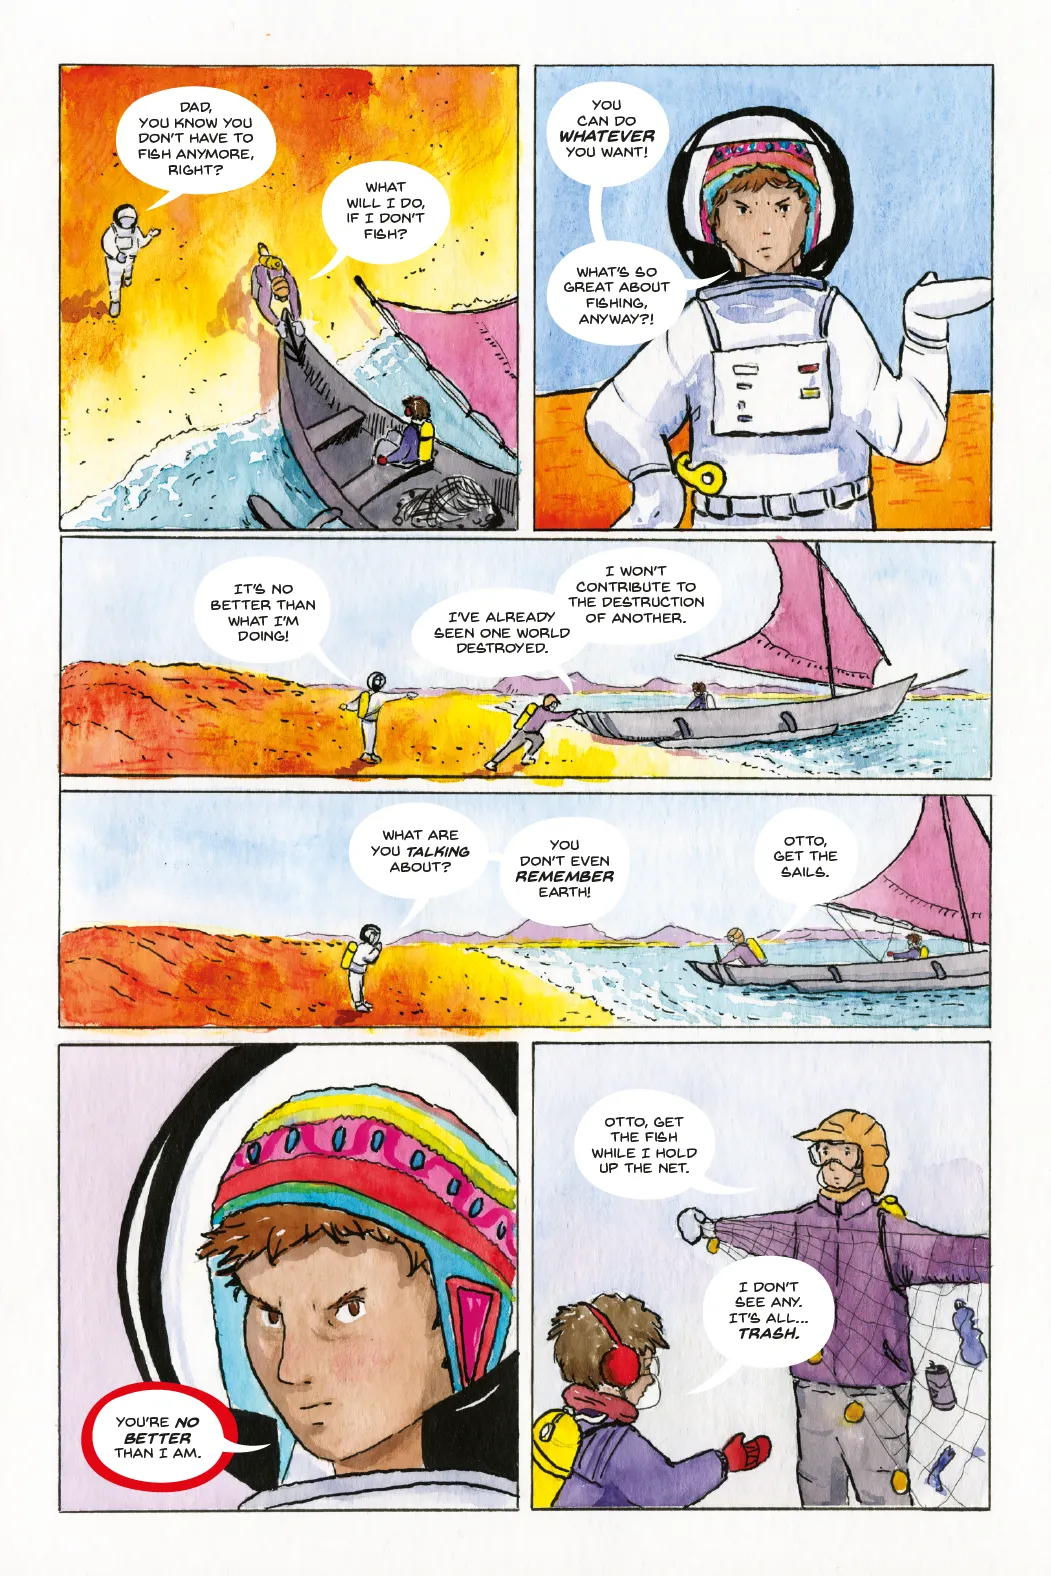 DAD,
YOU KNOW YOU
DON'T HAVE TO
FISH ANYMORE,
RIGHT?
WHAT
WILL I DO,
IF I DON'T
FISH?
YOU
CAN DO
WHATEVER
YOU WANT!
WHAT'S SO
GREAT ABOUT
FISHING,
ANYWAY?!
IT'S NO
BETTER THAN
WHAT I'M
DOING!
I'VE ALREADY
SEEN ONE WORLD
DESTROYED.
I WON'T
CONTRIBUTE TO
THE DESTRUCTION
OF ANOTHER.
WHAT ARE
YOU TALKING
ABOUT?
YOU
DON'T EVEN
REMEMBER
EARTH!
OTTO,
GET THE
SAILS.
YOU'RE NO
BETTER
THAN I AM.
OTTO, GET
THE FISH
WHILE I HOLD
UP THE NET.
I DON'T
SEE ANY.
IT'S ALL...
TRASH.